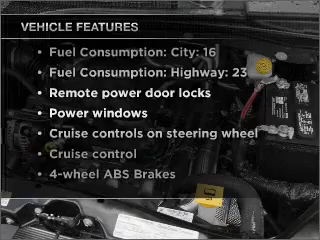 VEHICLE FEATURES
• Fuel Consumption: City: 16
• Fuel Consumption: Highway: 23
• Remote power door locks
• Power windows
• Cruise controls on steering wheel
• Cruise control
• 4-wheel ABS Brakes